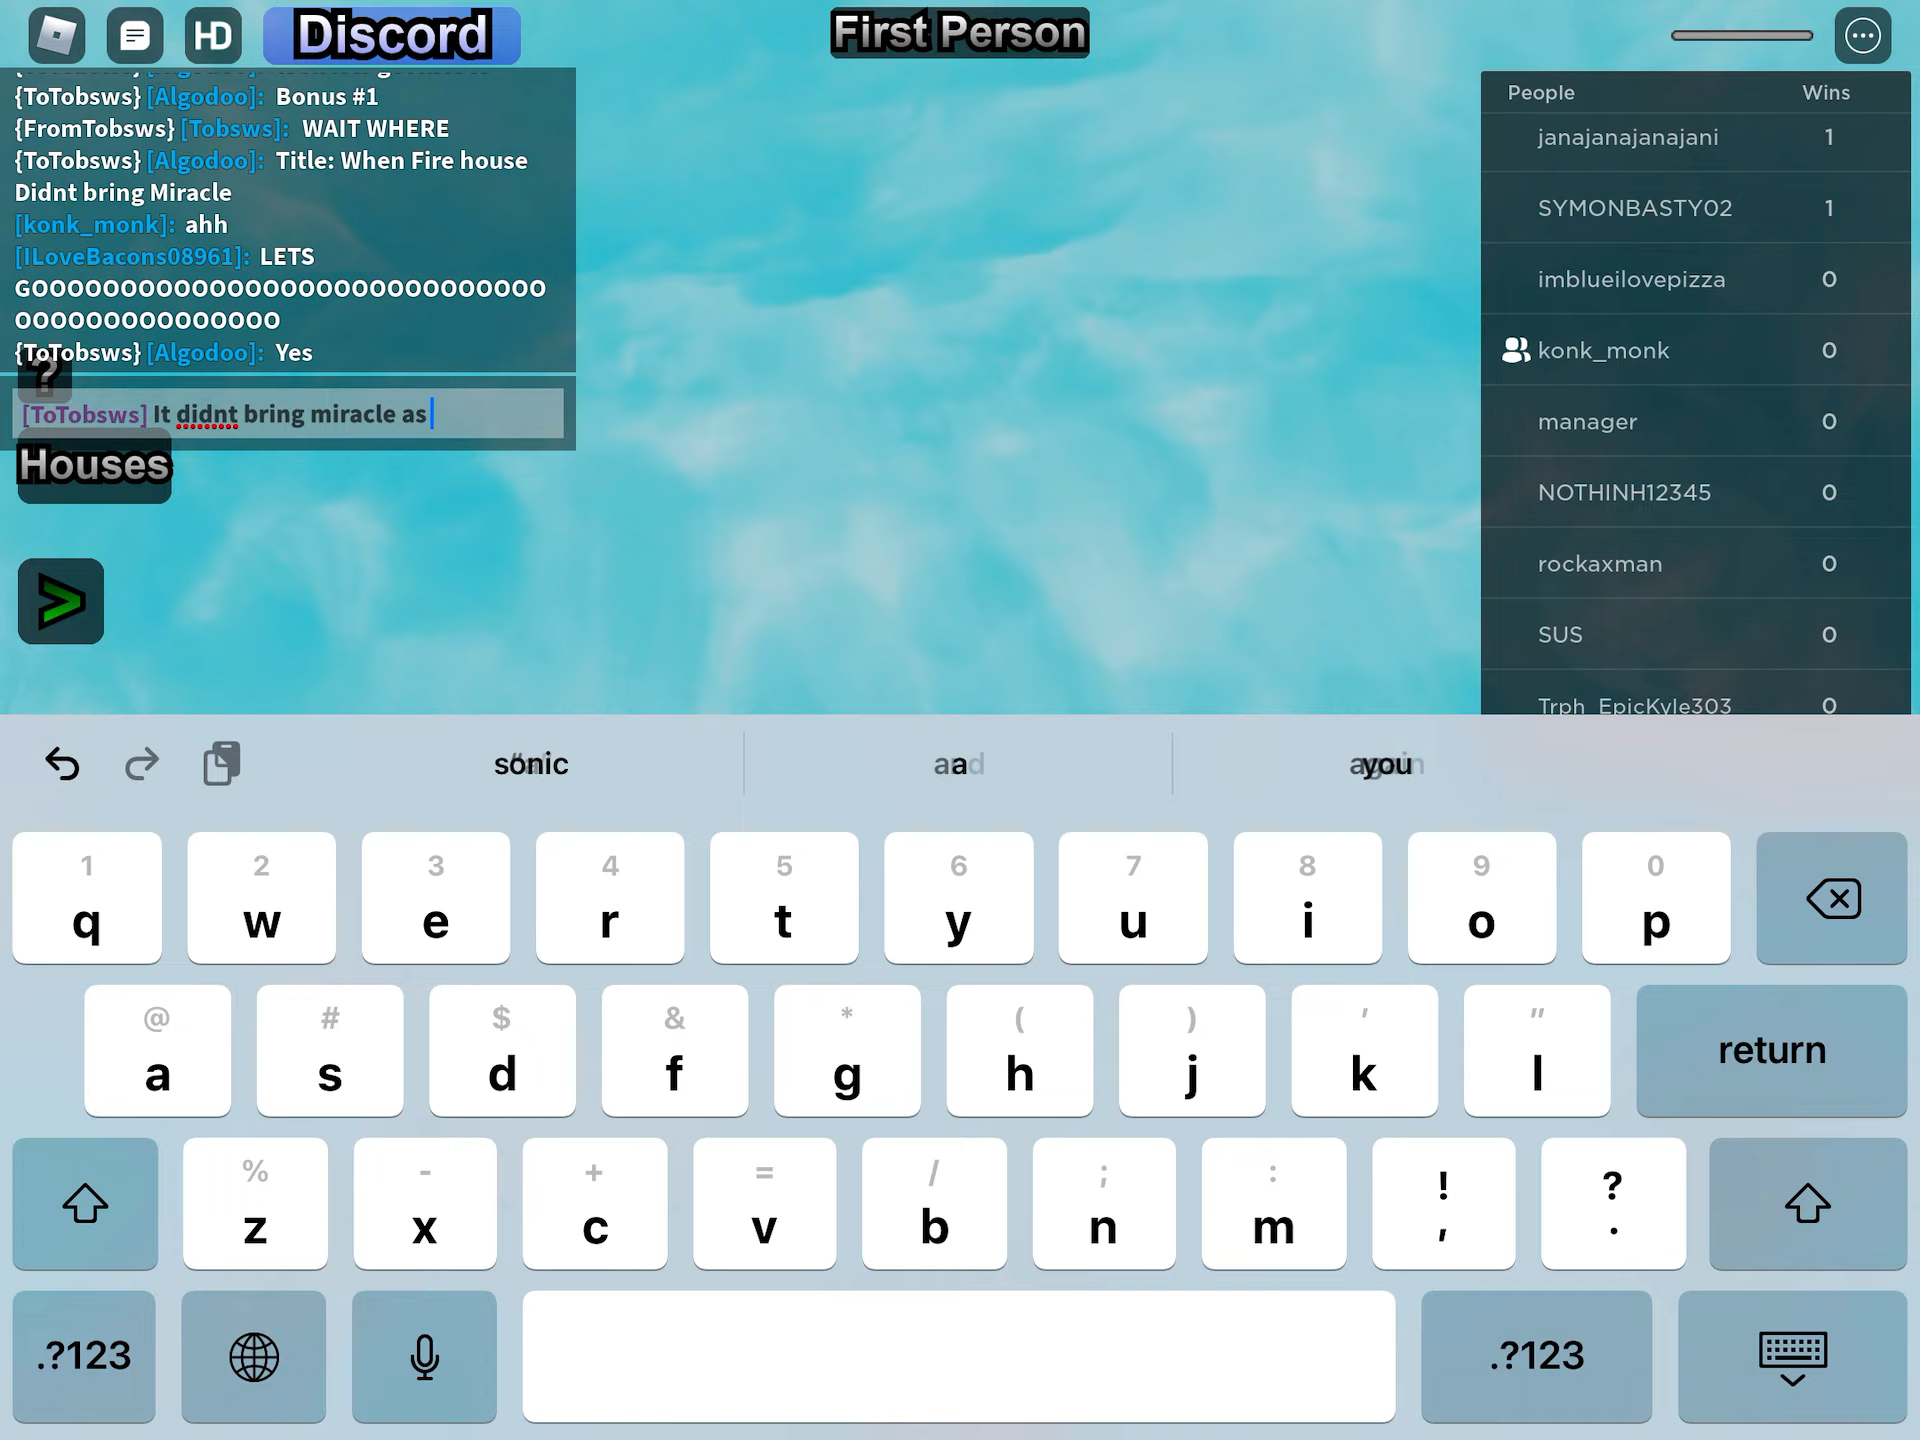 HD
Discord
First Person
{ToTobsws} [Algodoo]: Bonus #1
{FromTobsws} [Tobsws]: WAIT WHERE
{ToTobsws} [Algodoo]: Title: When Fire house
Didnt bring Miracle
[konk_monk]: ahh
[ILoveBacons08961]: LETS
GOOOOOOOOOOOOOOOOOOOOOOOOOOOOO
OOOOOOOOOOOOOOO
{ToTobsws} [Algodoo]: Yes
?
[ToTobsws] It didnt bring miracle as
Houses
>
People Wins
janajanajanajani 1
SYMONBASTY02 1
imblueilovepizza 0
konk_monk 0
manager 0
NOTHINH12345 0
rockaxman 0
SUS 0
Trph_EpicKyle303 0
sonic aa you
1 2 3 4 5 6 7 8 9 0
q w e r t y u i o p
@ # $ & * ( ) ' "
a s d f g h j k l return
% - + = / ; : ! ?
z x c v b n m , .
.?123 .?123